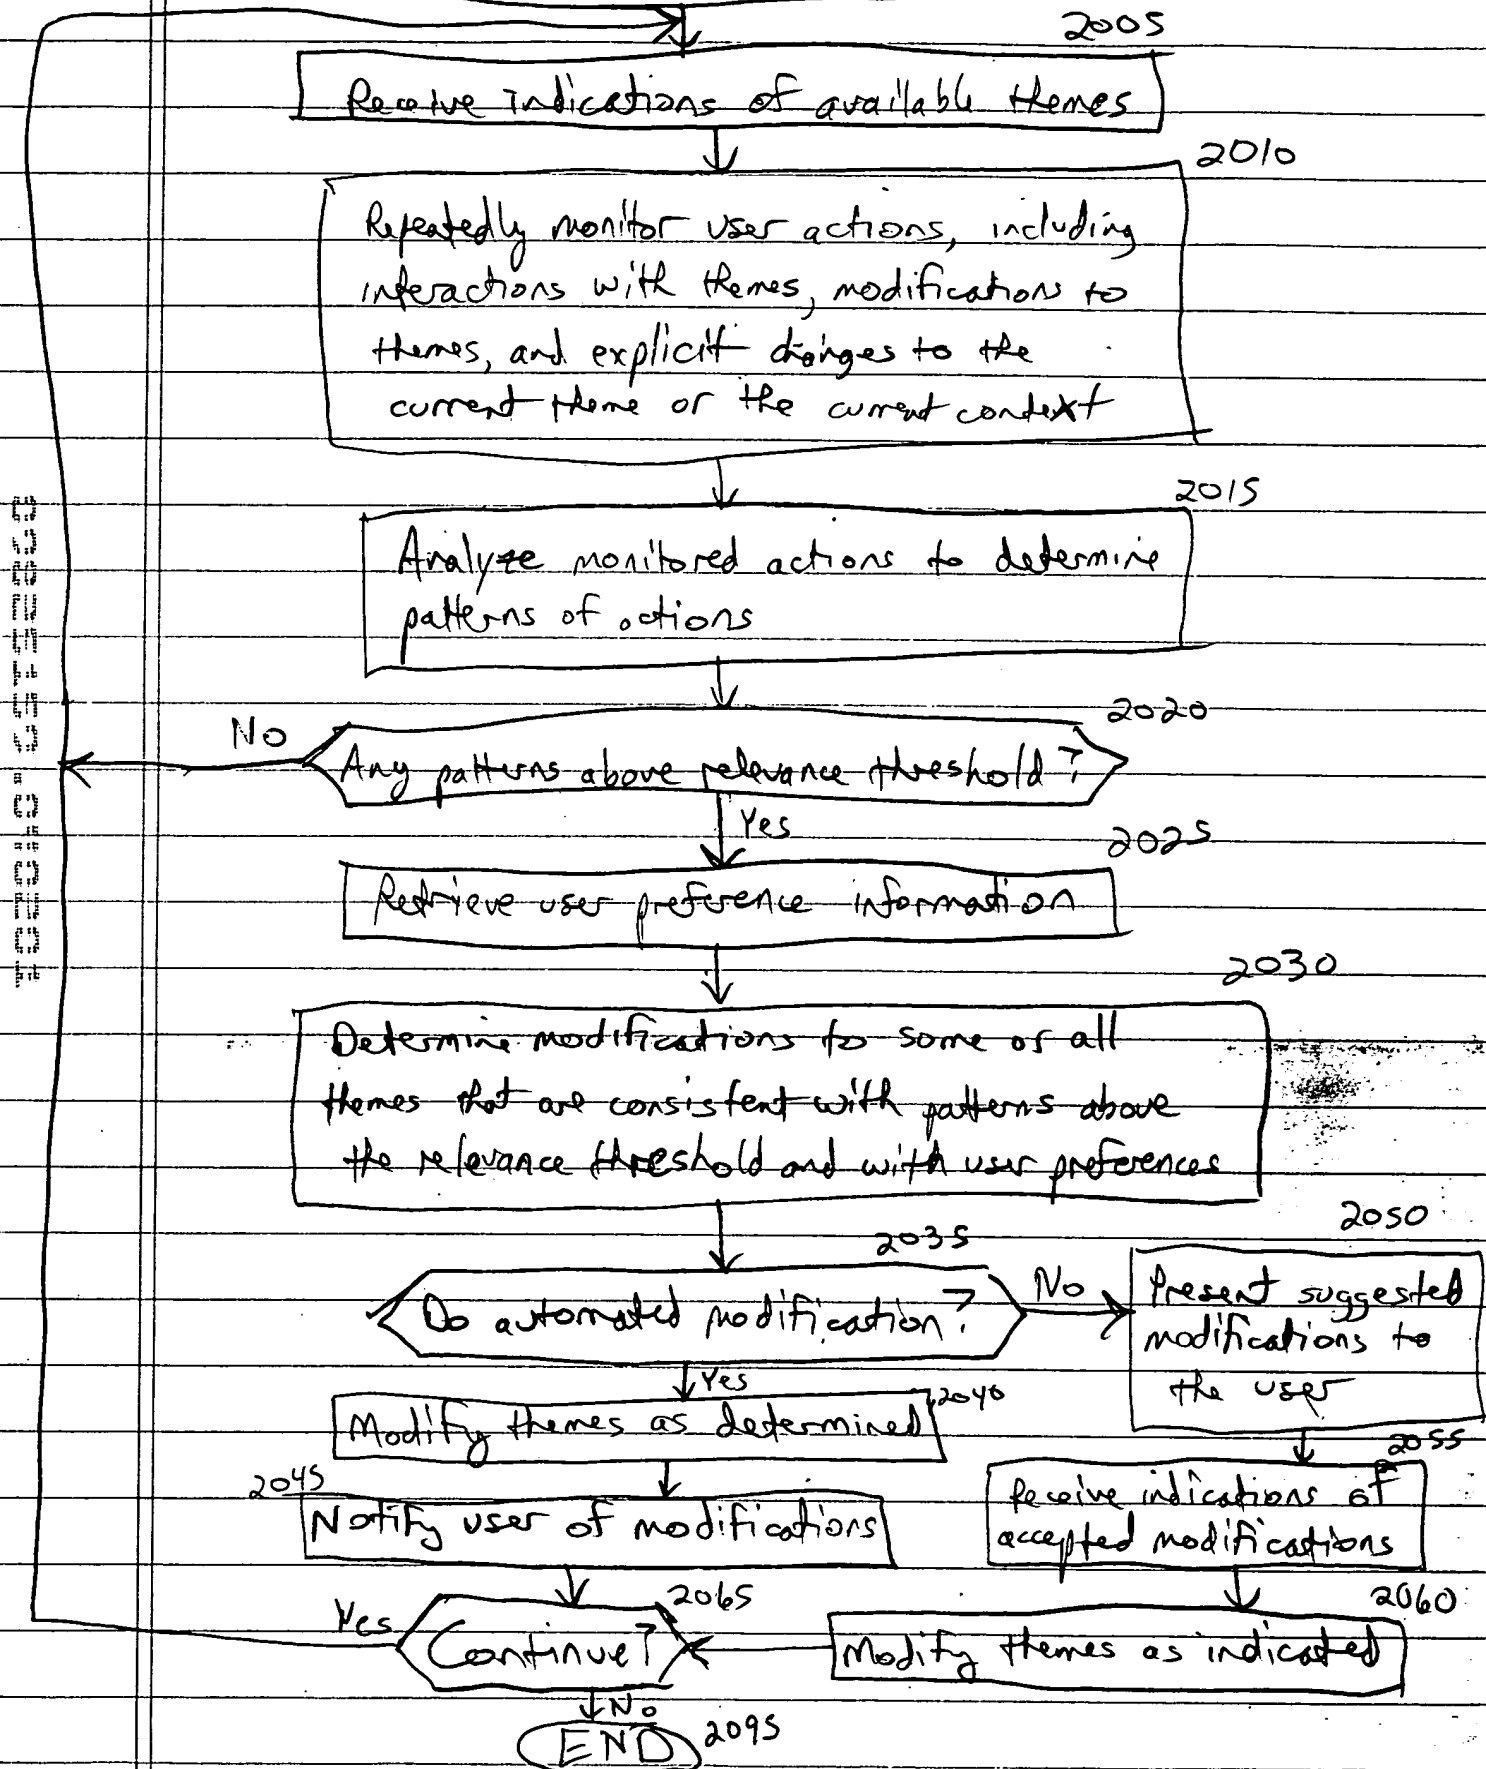 2005
Receive indications of available themes
2010
Repeatedly monitor user actions, including
interactions with themes, modifications to
themes, and explicit changes to the
current theme or the current context
2015
Analyze monitored actions to determine
patterns of actions
2020
No
Any patterns above relevance threshold?
Yes
2025
Retrieve user preference information
2030
Determine modifications to some or all
themes that are consistent with patterns above
the relevance threshold and with user preferences
2035
Do automated modification?
No
2050
Present suggested
modifications to
the user
Yes
2040
Modify themes as determined
2055
Receive indications of
accepted modifications
2045
Notify user of modifications
2060
Modify themes as indicated
2065
Yes
Continue?
No
END
2095